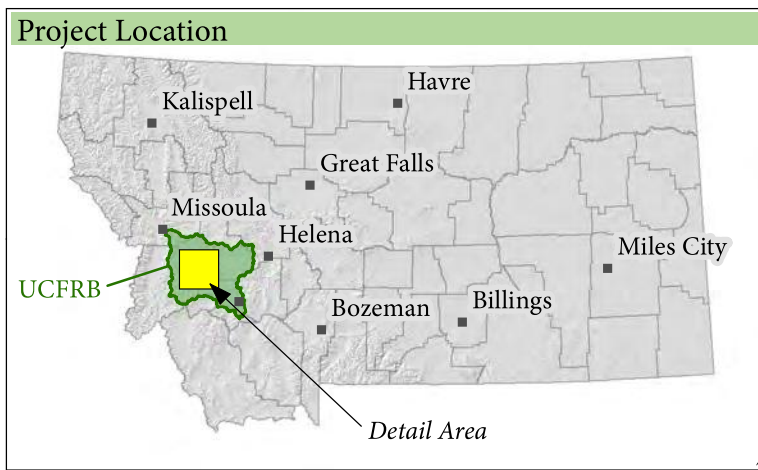 Project Location
Havre
Kalispell
Great Falls
Missoula
Helena
Miles City
UCFRB
Bozeman
Billings
Detail Area